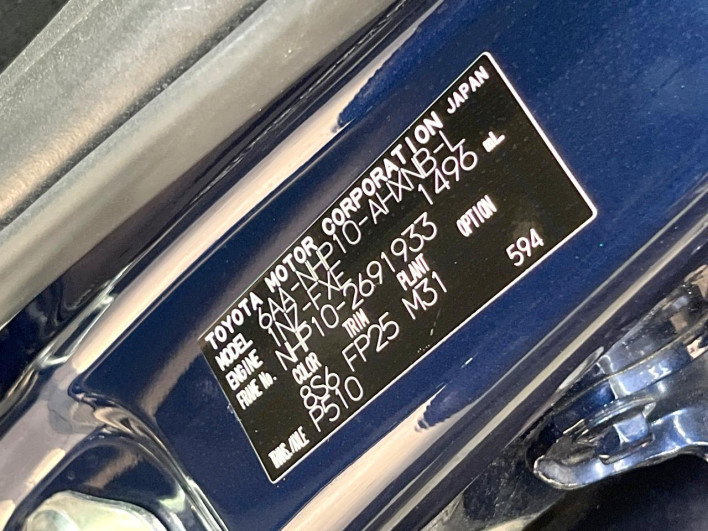 TOYOTA MOTOR CORPORATION JAPAN
MODEL 6AA-NHP10-AHXNB-L
ENGINE 1NZ-FXE 1496 mL
FRAME No. NHP10-2691933
COLOR TRIM PLANT OPTION
8S6 FP25 M31
TRANS./AXLE P510 594